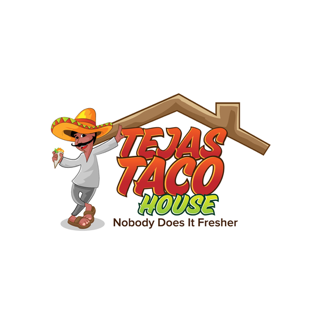 TEJAS
TACO
HOUSE
Nobody Does It Fresher